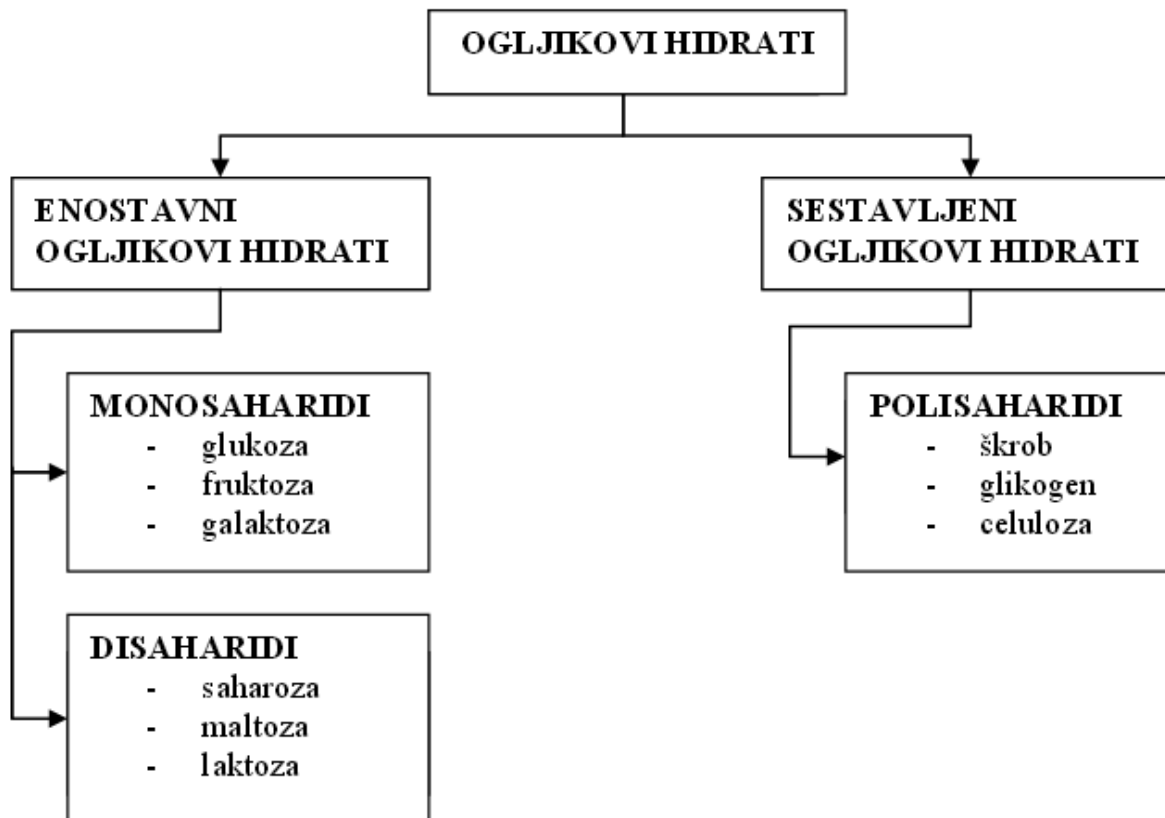 OGLJIKOVI HIDRATI
ENOSTAVNI
OGLJIKOVI HIDRATI
SESTAVLJENI
OGLJIKOVI HIDRATI
MONOSAHARIDI
- glukoza
- fruktoza
- galaktoza
POLISAHARIDI
- škrob
- glikogen
- celuloza
DISAHARIDI
- saharoza
- maltoza
- laktoza